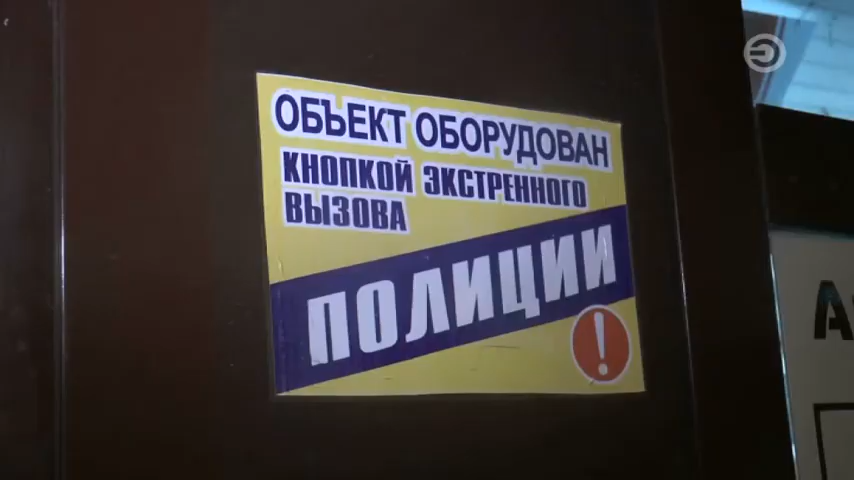 ОБЪЕКТ ОБОРУДОВАН
КНОПКОЙ ЭКСТРЕННОГО
ВЫЗОВА
ПОЛИЦИИ
!